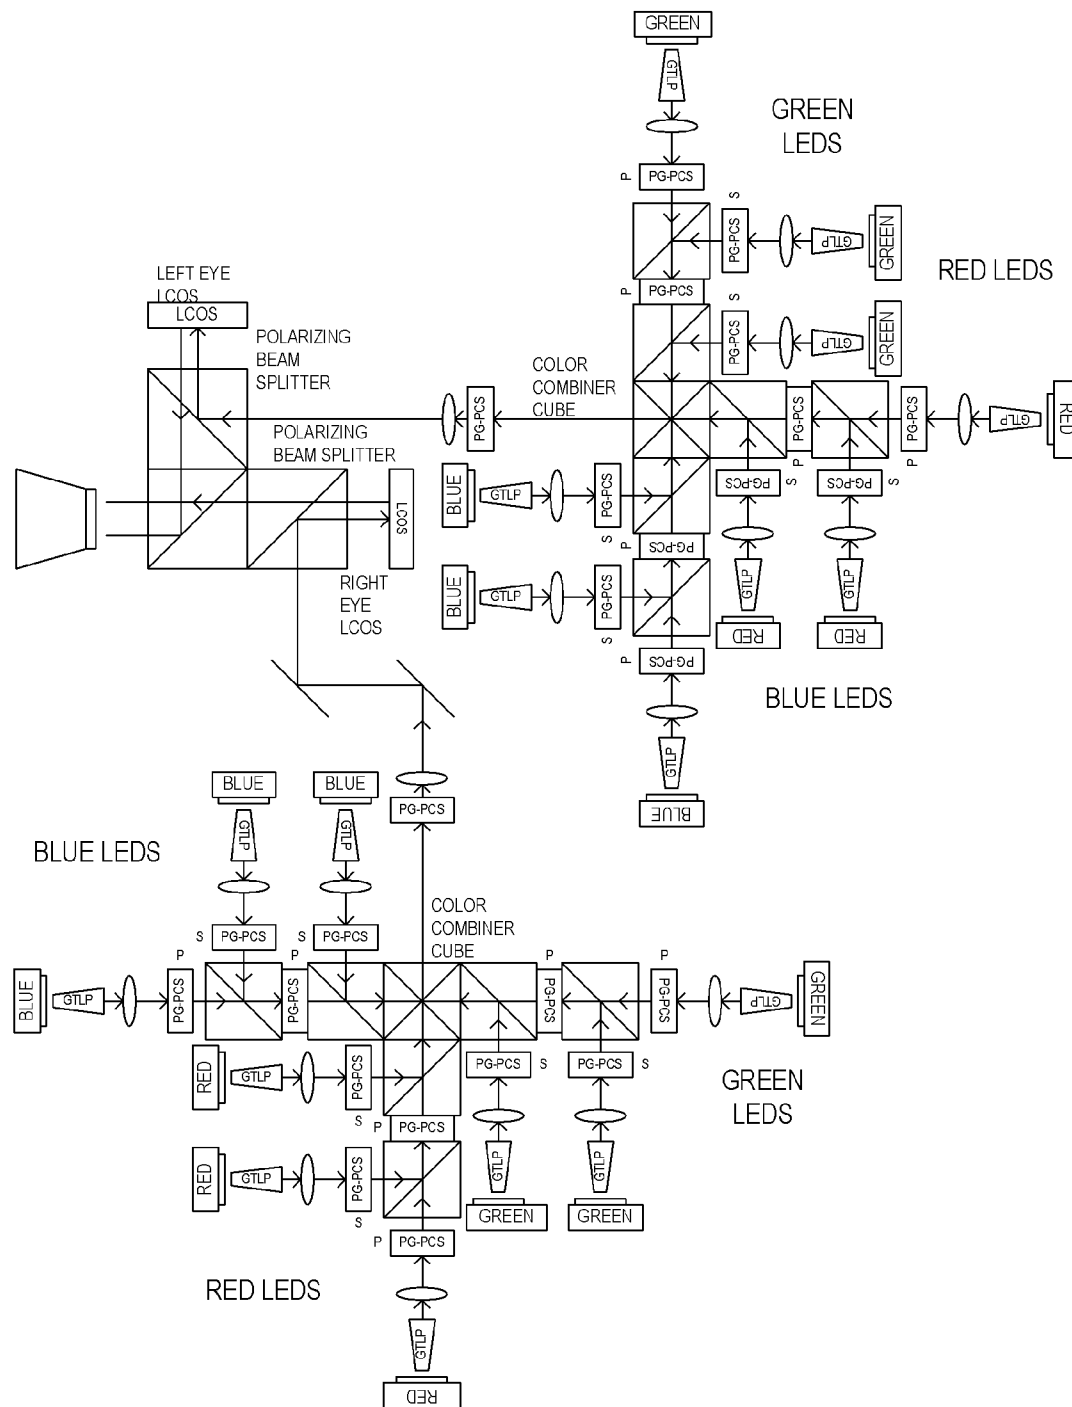 GREEN
GTLP
GREEN
LEDS
P
PG-PCS
S
PG-PCS
GTLP
GREEN
RED LEDS
P
PG-PCS
S
LEFT EYE
LCOS
LCOS
PG-PCS
GTLP
GREEN
POLARIZING
BEAM
SPLITTER
COLOR
COMBINER
CUBE
PG-PCS
PG-PCS
PG-PCS
GTLP
RED
POLARIZING
BEAM SPLITTER
P
P
BLUE
GTLP
PG-PCS
PG-PCS
S
PG-PCS
S
LCOS
S
P
PG-PCS
RIGHT
EYE
LCOS
BLUE
GTLP
PG-PCS
GTLP
GTLP
S
RED
RED
P
PG-PCS
BLUE LEDS
GTLP
BLUE
BLUE
BLUE
PG-PCS
GTLP
GTLP
BLUE LEDS
COLOR
COMBINER
CUBE
S
PG-PCS
PG-PCS
P
P
P
P
BLUE
GTLP
PG-PCS
PG-PCS
PG-PCS
PG-PCS
GTLP
GREEN
RED
GTLP
PG-PCS
PG-PCS
S
PG-PCS
S
GREEN
LEDS
S
P
PG-PCS
RED
GTLP
PG-PCS
GTLP
GTLP
S
GREEN
GREEN
P
PG-PCS
RED LEDS
GTLP
RED